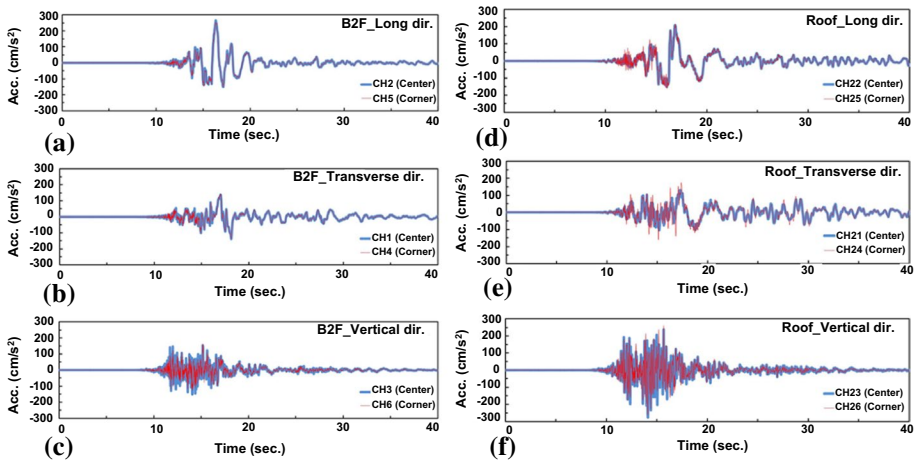 B2F_Long dir.
Acc. (cm/s²)
300
200
100
0
-100
-200
-300
CH2 (Center)
CH5 (Corner)
0 10 20 30 40
Time (sec.)
(a)
B2F_Transverse dir.
Acc. (cm/s²)
300
200
100
0
-100
-200
-300
CH1 (Center)
CH4 (Corner)
0 10 20 30 40
Time (sec.)
(b)
B2F_Vertical dir.
Acc. (cm/s²)
300
200
100
0
-100
-200
-300
CH3 (Center)
CH6 (Corner)
0 10 20 30 40
Time (sec.)
(c)
Roof_Long dir.
Acc. (cm/s²)
300
200
100
0
-100
-200
-300
CH22 (Center)
CH25 (Corner)
0 10 20 30 40
Time (sec.)
(d)
Roof_Transverse dir.
Acc. (cm/s²)
300
200
100
0
-100
-200
-300
CH21 (Center)
CH24 (Corner)
0 10 20 30 40
Time (sec.)
(e)
Roof_Vertical dir.
Acc. (cm/s²)
300
200
100
0
-100
-200
-300
CH23 (Center)
CH26 (Corner)
0 10 20 30 40
Time (sec.)
(f)